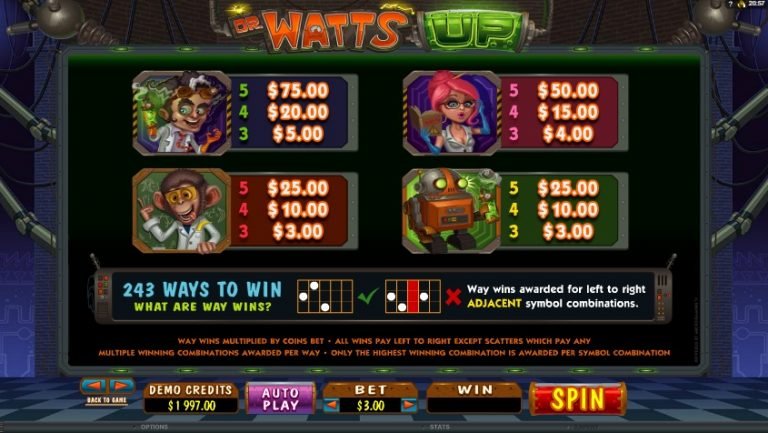 ? 20:57
DR. WATTS UP
5 $75.00
4 $20.00
3 $5.00
5 $50.00
4 $15.00
3 $4.00
5 $25.00
4 $10.00
3 $3.00
5 $25.00
4 $10.00
3 $3.00
243 WAYS TO WIN
WHAT ARE WAY WINS?
Way wins awarded for left to right
ADJACENT symbol combinations.
WAY WINS MULTIPLIED BY COINS BET • ALL WINS PAY LEFT TO RIGHT EXCEPT SCATTERS WHICH PAY ANY
MULTIPLE WINNING COMBINATIONS AWARDED PER WAY • ONLY THE HIGHEST WINNING COMBINATION IS AWARDED PER SYMBOL COMBINATION
BACK TO GAME
DEMO CREDITS
$1 997.00
AUTO
PLAY
BET
$3.00
WIN
SPIN
OPTIONS
STATS